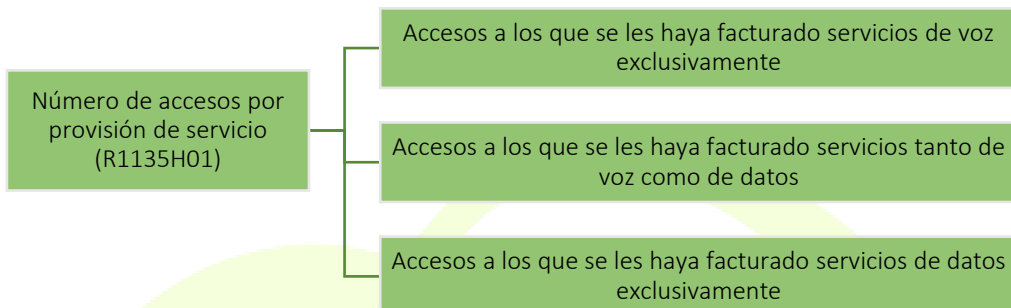 Accesos a los que se les haya facturado servicios de voz
exclusivamente
Número de accesos por
provisión de servicio
(R1135H01)
Accesos a los que se les haya facturado servicios tanto de
voz como de datos
Accesos a los que se les haya facturado servicios de datos
exclusivamente